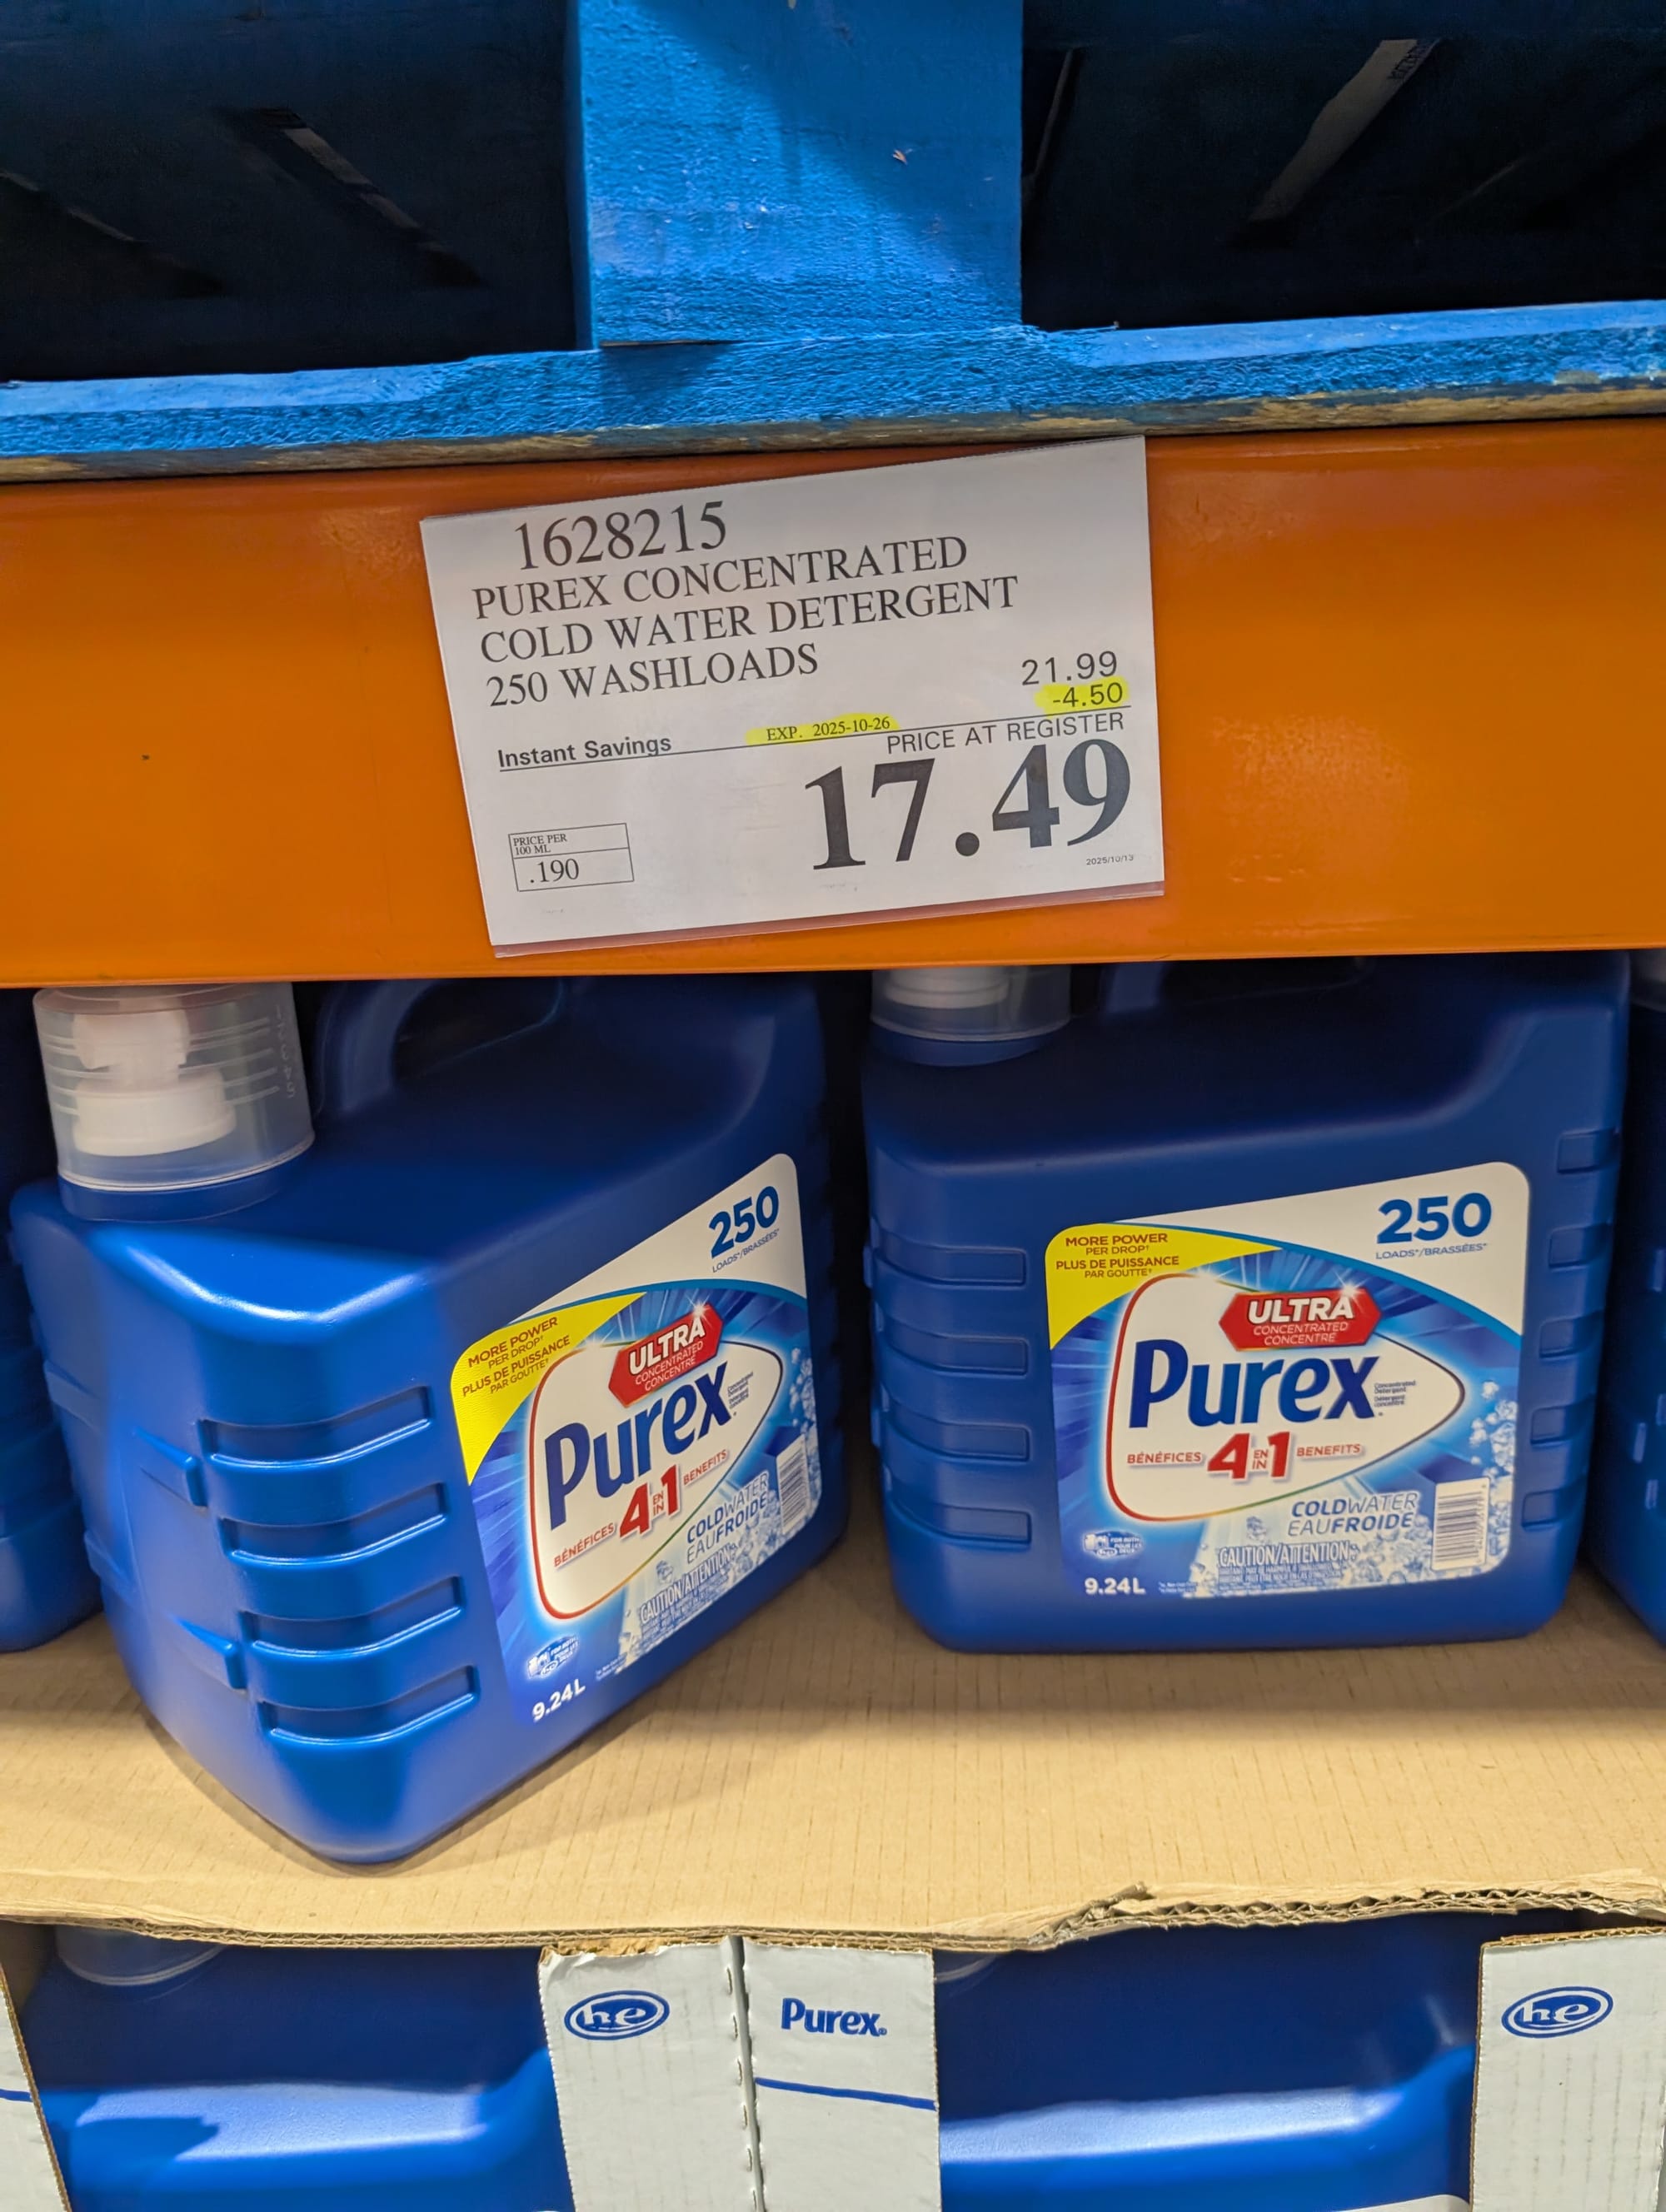 1628215
PUREX CONCENTRATED
COLD WATER DETERGENT
250 WASHLOADS
21.99
-4.50
Instant Savings
EXP. 2025-10-26
PRICE AT REGISTER
17.49
PRICE PER
100 ML
.190
2025/10/13
250
LOADS*/BRASSÉES*
MORE POWER
PER DROP†
PLUS DE PUISSANCE
PAR GOUTTE†
ULTRA
CONCENTRATED
CONCENTRÉ
Purex
BÉNÉFICES 4 EN IN 1 BENEFITS
COLDWATER
EAUFROIDE
CAUTION/ATTENTION:
9.24L
250
LOADS*/BRASSÉES*
MORE POWER
PER DROP†
PLUS DE PUISSANCE
PAR GOUTTE†
ULTRA
CONCENTRATED
CONCENTRÉ
Purex
Concentrated
Detergent
Détergent
concentré
BÉNÉFICES 4 EN IN 1 BENEFITS
COLDWATER
EAUFROIDE
CAUTION/ATTENTION:
9.24L
he
Purex
he